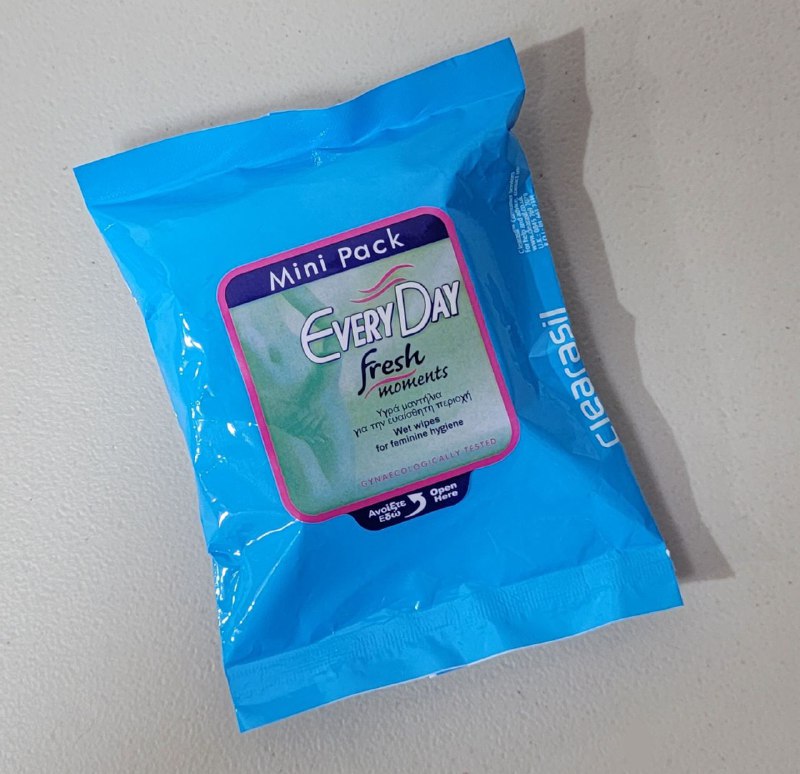 Mini Pack
EVERYDAY
fresh
moments
Υγρά μαντήλια
για την ευαίσθητη περιοχή
Wet wipes
for feminine hygiene
GYNAECOLOGICALLY TESTED
Ανοίξτε
Εδώ
Open
Here
Clearasil